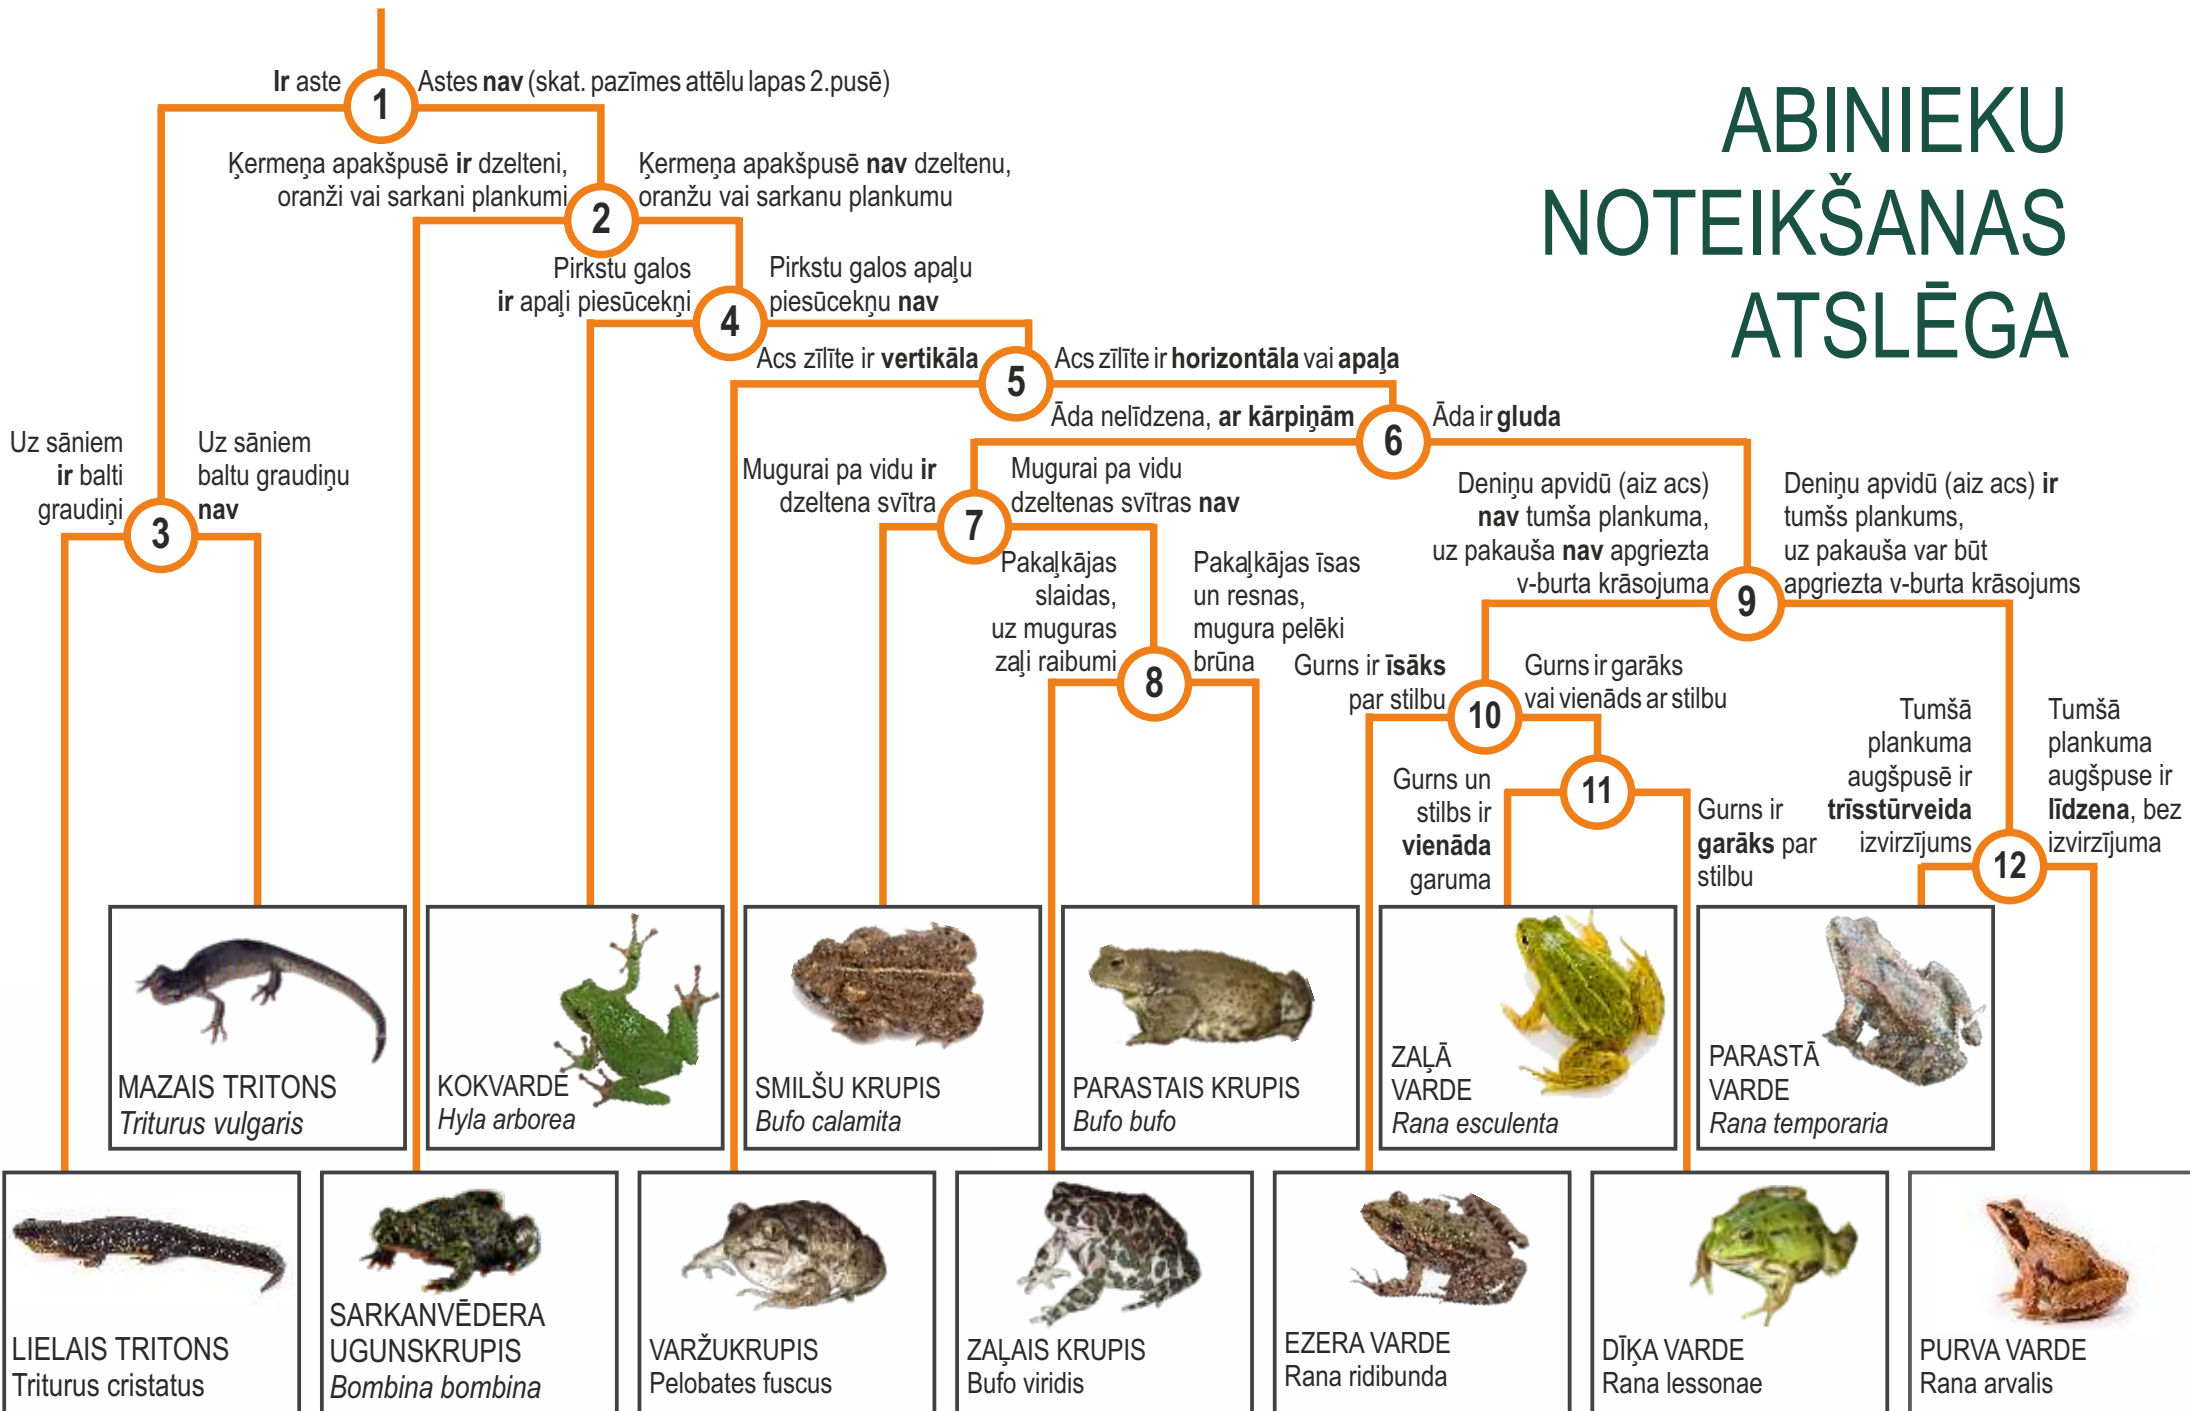 ABINIEKU
NOTEIKŠANAS
ATSLĒGA
1
Ir aste
Astes nav (skat. pazīmes attēlu lapas 2.pusē)
2
Ķermeņa apakšpusē ir dzelteni,
oranži vai sarkani plankumi
Ķermeņa apakšpusē nav dzeltenu,
oranžu vai sarkanu plankumu
4
Pirkstu galos
ir apaļi piesūcekņi
Pirkstu galos apaļu
piesūcekņu nav
5
Acs zīlīte ir vertikāla
Acs zīlīte ir horizontāla vai apaļa
6
Āda nelīdzena, ar kārpiņām
Āda ir gluda
3
Uz sāniem
ir balti
graudiņi
Uz sāniem
baltu graudiņu
nav
7
Mugurai pa vidu ir
dzeltena svītra
Mugurai pa vidu
dzeltenas svītras nav
9
Deniņu apvidū (aiz acs)
nav tumša plankuma,
uz pakauša nav apgriezta
v-burta krāsojuma
Deniņu apvidū (aiz acs) ir
tumšs plankums,
uz pakauša var būt
apgriezta v-burta krāsojums
8
Pakaļkājas
slaidas,
uz muguras
zaļi raibumi
Pakaļkājas īsas
un resnas,
mugura pelēki
brūna
10
Gurns ir īsāks
par stilbu
Gurns ir garāks
vai vienāds ar stilbu
11
Gurns un
stilbs ir
vienāda
garuma
Gurns ir
garāks par
stilbu
12
Tumšā
plankuma
augšpusē ir
trīsstūrveida
izvirzījums
Tumšā
plankuma
augšpuse ir
līdzena, bez
izvirzījuma
MAZAIS TRITONS
Triturus vulgaris
KOKVARDE
Hyla arborea
SMILŠU KRUPIS
Bufo calamita
PARASTAIS KRUPIS
Bufo bufo
ZAĻĀ
VARDE
Rana esculenta
PARASTĀ
VARDE
Rana temporaria
LIELAIS TRITONS
Triturus cristatus
SARKANVĒDERA
UGUNSKRUPIS
Bombina bombina
VARŽUKRUPIS
Pelobates fuscus
ZAĻAIS KRUPIS
Bufo viridis
EZERA VARDE
Rana ridibunda
DĪĶA VARDE
Rana lessonae
PURVA VARDE
Rana arvalis